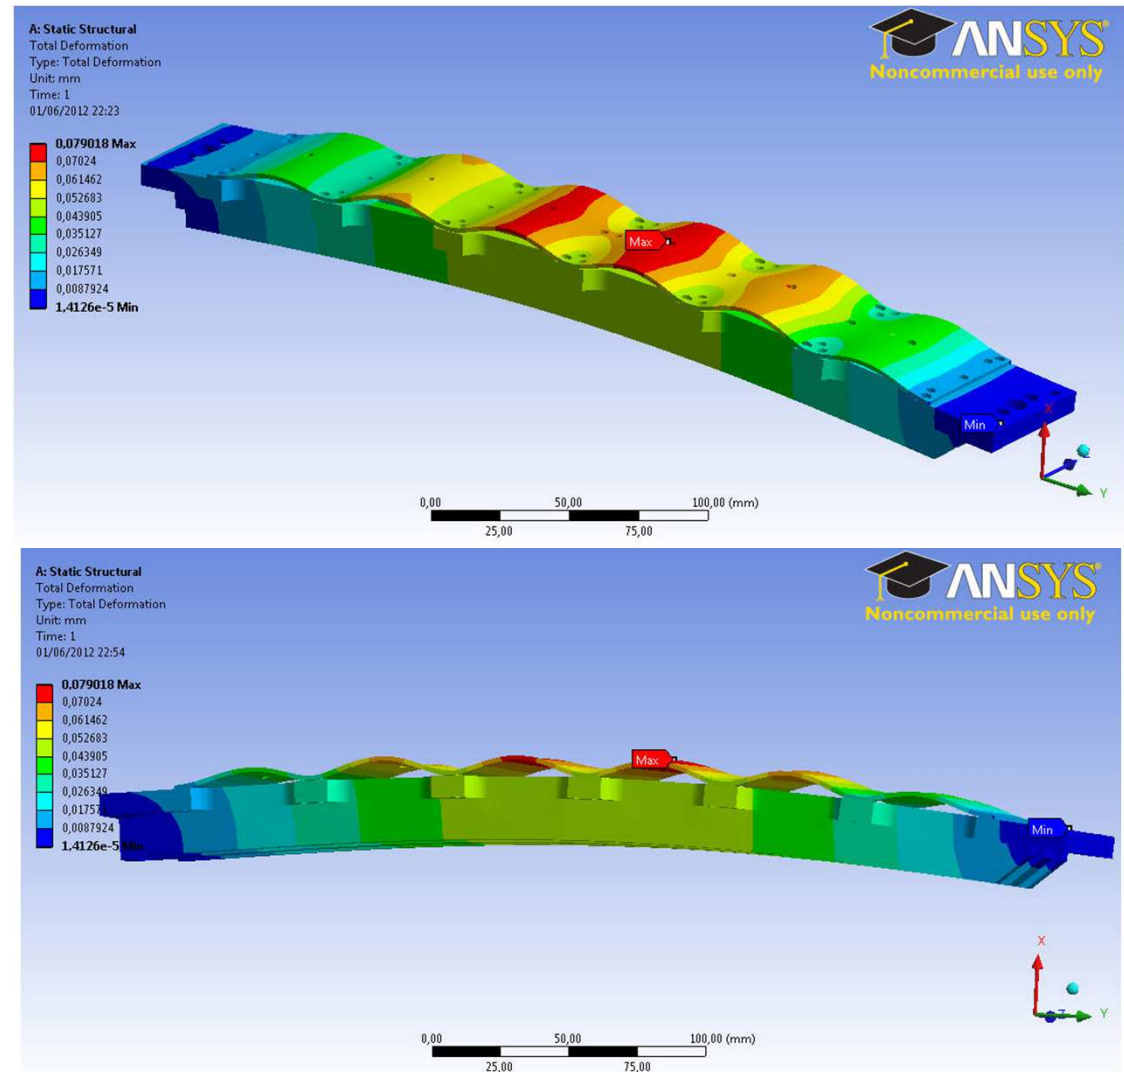 A: Static Structural
Total Deformation
Type: Total Deformation
Unit: mm
Time: 1
01/06/2012 22:23
ANSYS
Noncommercial use only
0,079018 Max
0,07024
0,061462
0,052683
0,043905
0,035127
0,026349
0,017571
0,0087924
1,4126e-5 Min
Max
Min
X
Y
0,00 50,00 100,00 (mm)
25,00 75,00
A: Static Structural
Total Deformation
Type: Total Deformation
Unit: mm
Time: 1
01/06/2012 22:54
ANSYS
Noncommercial use only
0,079018 Max
0,07024
0,061462
0,052683
0,043905
0,035127
0,026349
0,0087924
1,4126e-5
Max
Min
X
Z
Y
0,00 50,00 100,00 (mm)
25,00 75,00